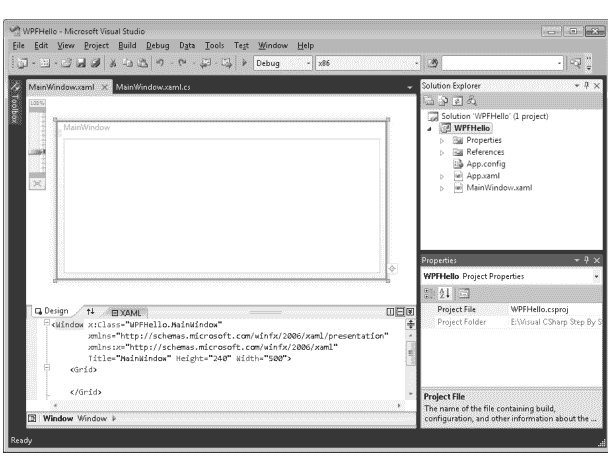 WPFHello - Microsoft Visual Studio
File Edit View Project Build Debug Data Tools Test Window Help
Debug x86
Toolbox
MainWindow.xaml MainWindow.xaml.cs
MainWindow
Design XAML
<Window x:Class="WPFHello.MainWindow"
xmlns="http://schemas.microsoft.com/winfx/2006/xaml/presentation"
xmlns:x="http://schemas.microsoft.com/winfx/2006/xaml"
Title="MainWindow" Height="240" Width="500">
<Grid>
</Grid>
Window Window
Ready
Solution Explorer
Solution 'WPFHello' (1 project)
WPFHello
Properties
References
App.config
App.xaml
MainWindow.xaml
Properties
WPFHello Project Properties
Project File WPFHello.csproj
Project Folder E:\Visual CSharp Step By S
Project File
The name of the file containing build,
configuration, and other information about the ...